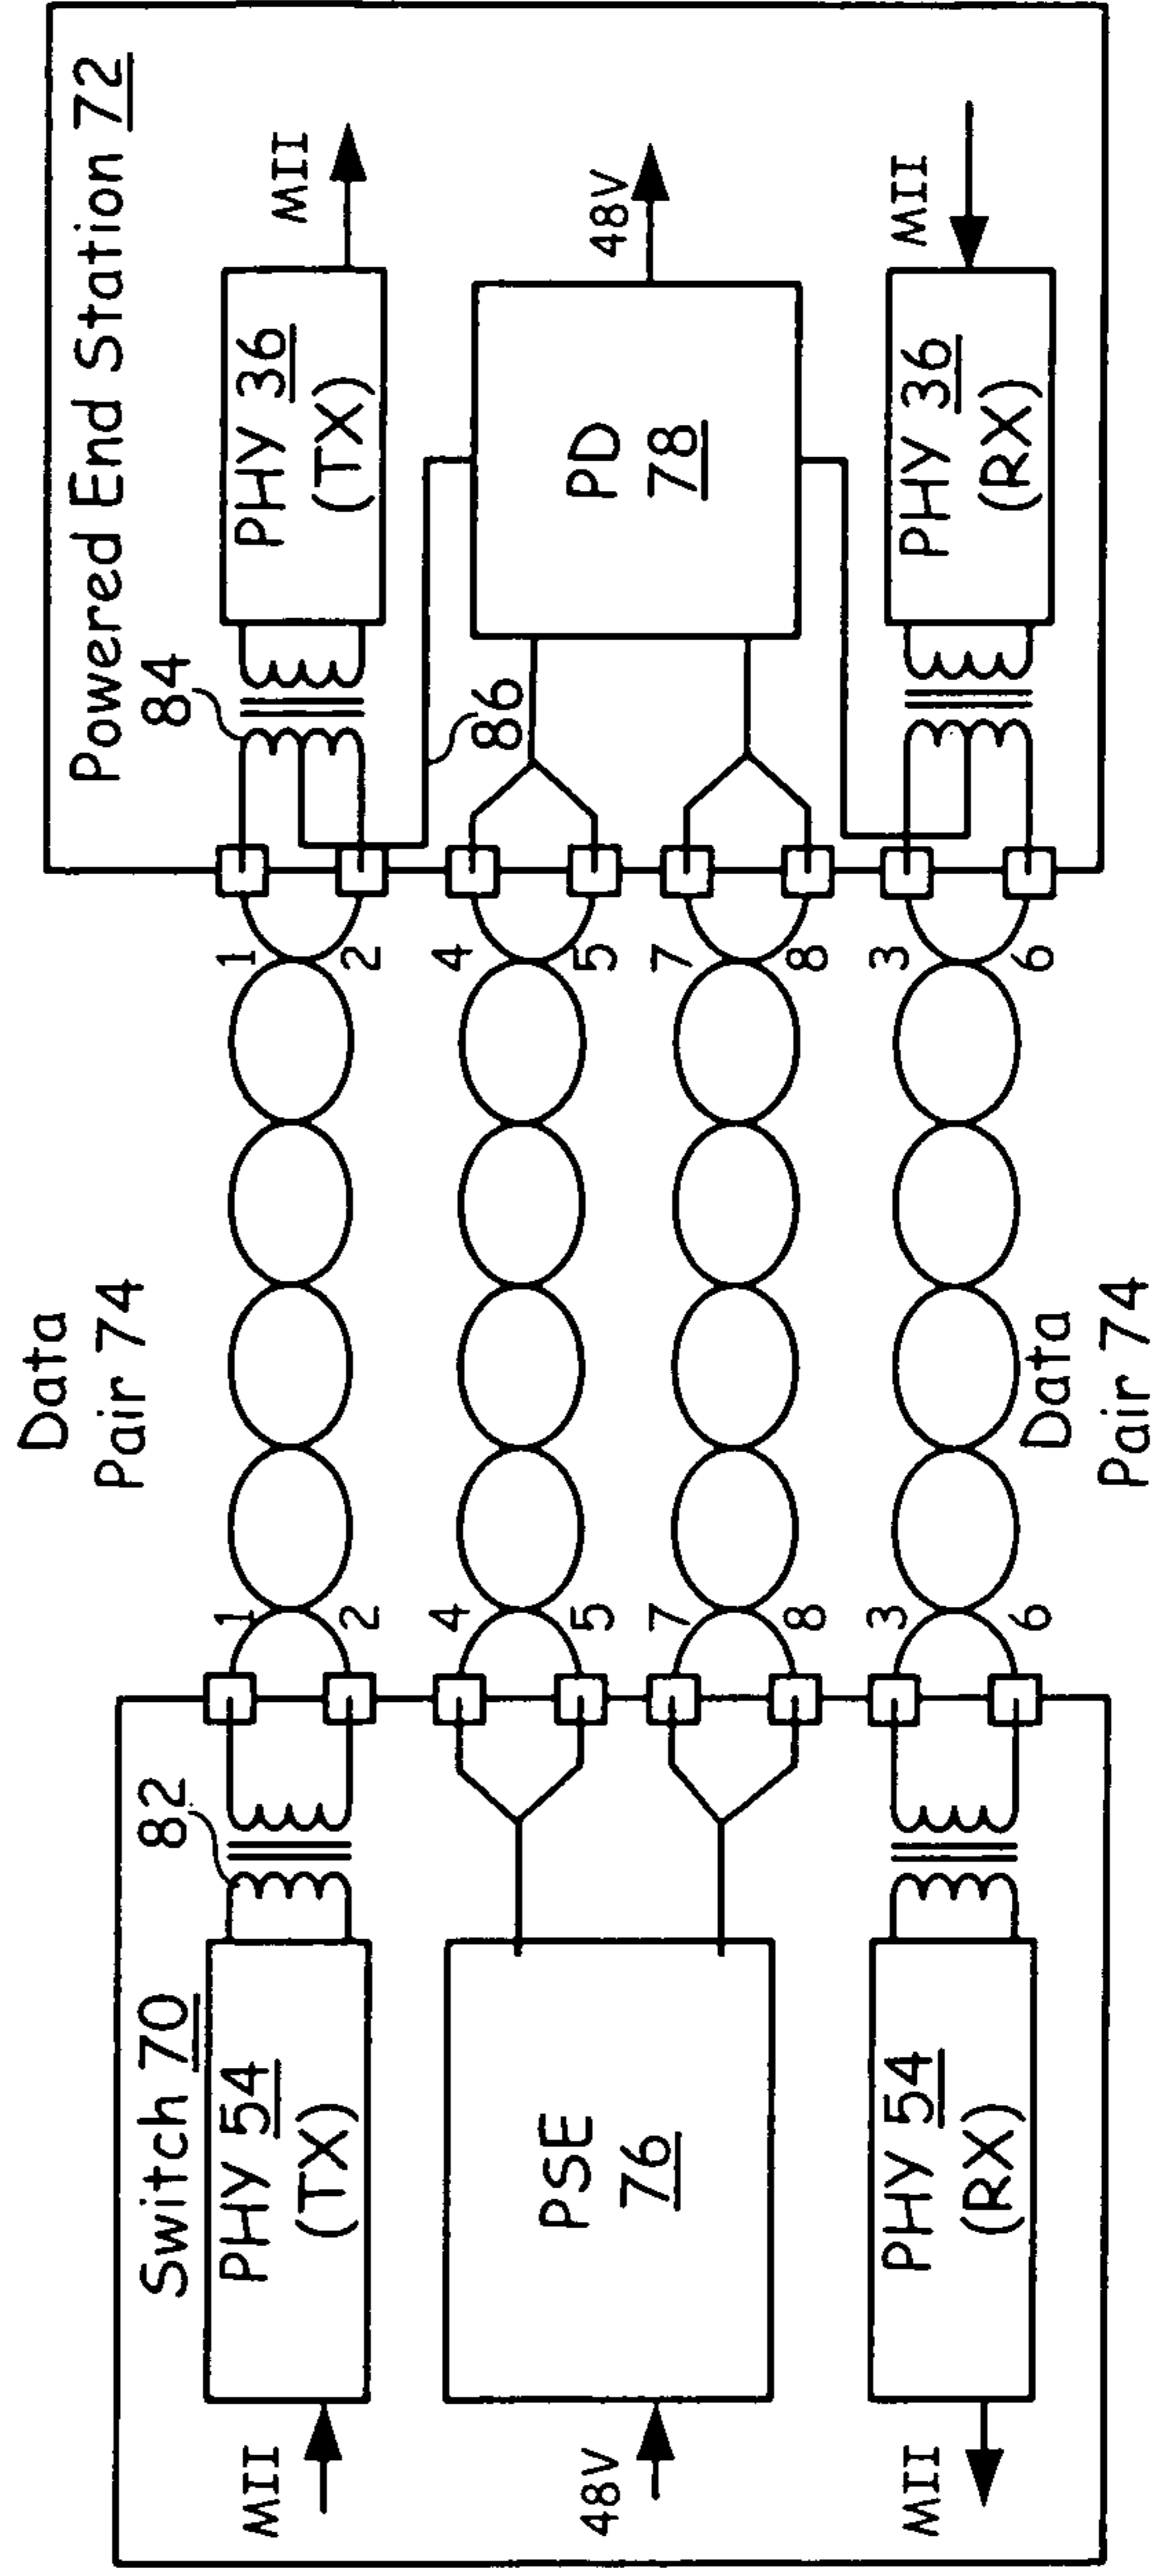 Switch 70
82
MII
PHY 54
(TX)
48V
PSE
76
MII
PHY 54
(RX)
Data
Pair 74
1
2
4
5
7
8
3
6
1
2
4
5
7
8
3
6
Data
Pair 74
Powered End Station 72
84
PHY 36
(TX)
MII
86
PD
78
48V
PHY 36
(RX)
MII